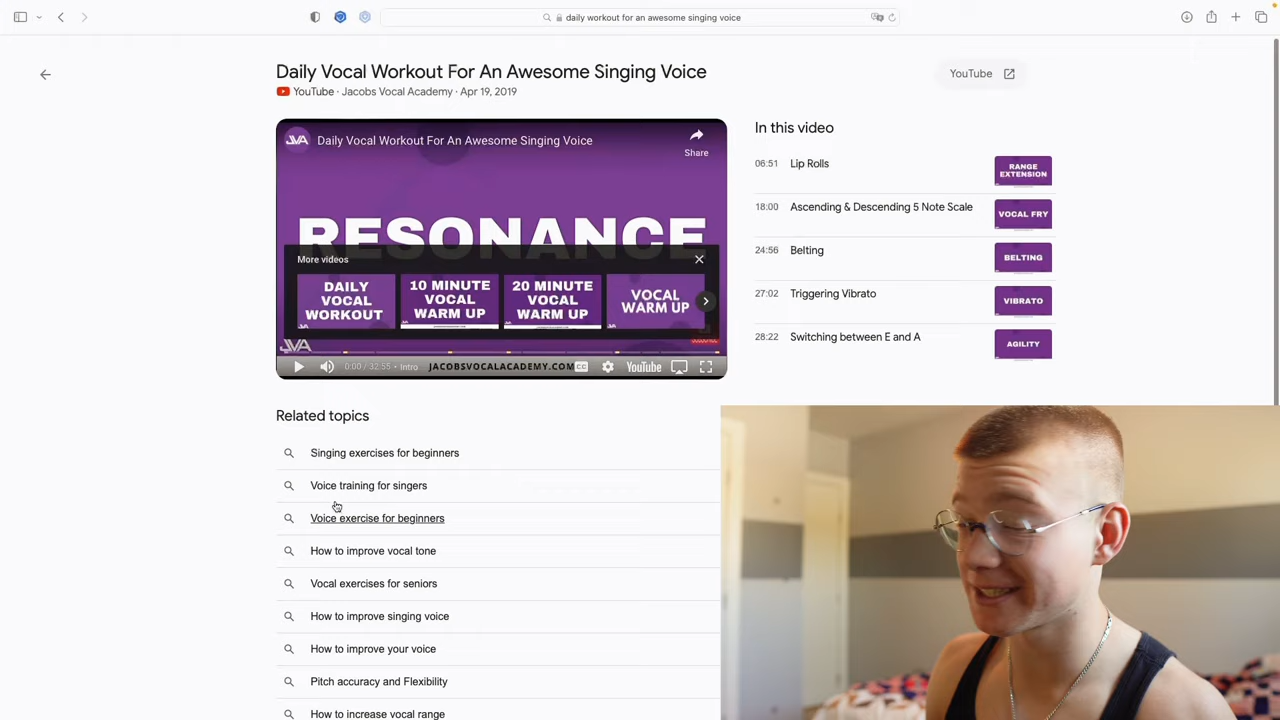 daily workout for an awesome singing voice
Daily Vocal Workout For An Awesome Singing Voice
YouTube · Jacobs Vocal Academy · Apr 19, 2019
YouTube
JVA
Daily Vocal Workout For An Awesome Singing Voice
Share
RESONANCE
More videos
DAILY
VOCAL
WORKOUT
10 MINUTE
VOCAL
WARM UP
20 MINUTE
VOCAL
WARM UP
VOCAL
WARM UP
JVA
0:00 / 32:55 • Intro
JACOBSVOCALACADEMY.COM
CC
YouTube
In this video
06:51 Lip Rolls
RANGE
EXTENSION
18:00 Ascending & Descending 5 Note Scale
VOCAL FRY
24:56 Belting
BELTING
27:02 Triggering Vibrato
VIBRATO
28:22 Switching between E and A
AGILITY
Related topics
Singing exercises for beginners
Voice training for singers
Voice exercise for beginners
How to improve vocal tone
Vocal exercises for seniors
How to improve singing voice
How to improve your voice
Pitch accuracy and Flexibility
How to increase vocal range